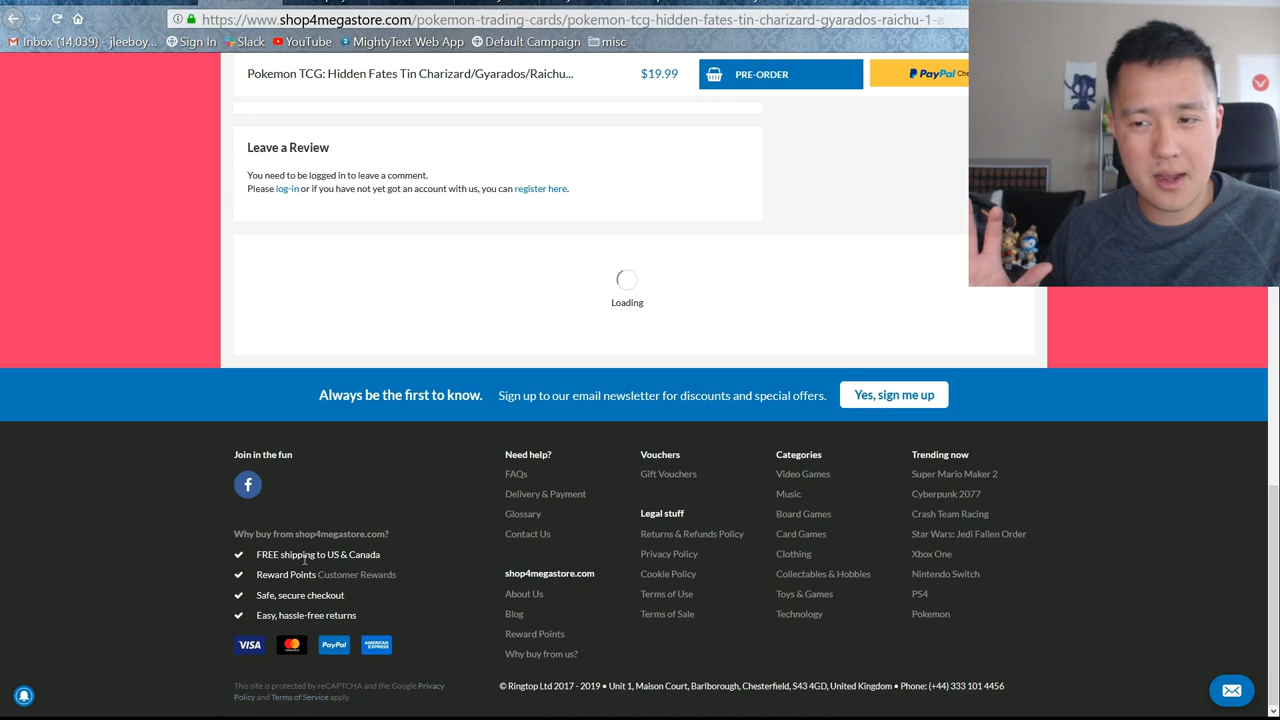 https://www.shop4megastore.com/pokemon-trading-cards/pokemon-tcg-hidden-fates-tin-charizard-gyarados-raichu-1-a
Inbox (14,039) - jleeboy... Sign In Slack YouTube MightyText Web App Default Campaign misc
Pokemon TCG: Hidden Fates Tin Charizard/Gyarados/Raichu... $19.99 PRE-ORDER PayPal Che
Leave a Review
You need to be logged in to leave a comment.
Please log-in or if you have not yet got an account with us, you can register here.
Loading
Always be the first to know. Sign up to our email newsletter for discounts and special offers. Yes, sign me up
Join in the fun
Why buy from shop4megastore.com?
FREE shipping to US & Canada
Reward Points Customer Rewards
Safe, secure checkout
Easy, hassle-free returns
VISA MasterCard PayPal AMERICAN EXPRESS
This site is protected by reCAPTCHA and the Google Privacy
Policy and Terms of Service apply.
Need help?
FAQs
Delivery & Payment
Glossary
Contact Us
shop4megastore.com
About Us
Blog
Reward Points
Why buy from us?
Vouchers
Gift Vouchers
Legal stuff
Returns & Refunds Policy
Privacy Policy
Cookie Policy
Terms of Use
Terms of Sale
Categories
Video Games
Music
Board Games
Card Games
Clothing
Collectables & Hobbies
Toys & Games
Technology
Trending now
Super Mario Maker 2
Cyberpunk 2077
Crash Team Racing
Star Wars: Jedi Fallen Order
Xbox One
Nintendo Switch
PS4
Pokemon
© Ringtop Ltd 2017 - 2019 • Unit 1, Maison Court, Barlborough, Chesterfield, S43 4GD, United Kingdom • Phone: (+44) 333 101 4456